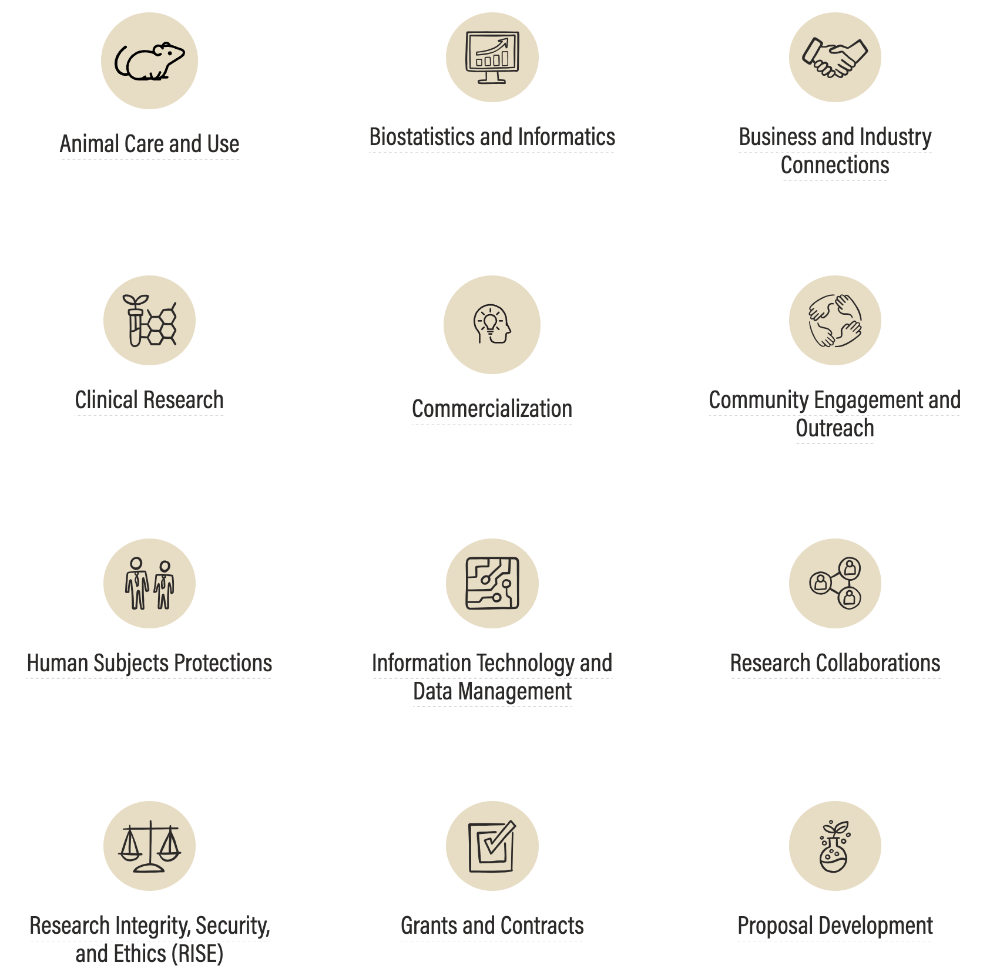 Animal Care and Use
Biostatistics and Informatics
Business and Industry
Connections
Clinical Research
Commercialization
Community Engagement and
Outreach
Human Subjects Protections
Information Technology and
Data Management
Research Collaborations
Research Integrity, Security,
and Ethics (RISE)
Grants and Contracts
Proposal Development